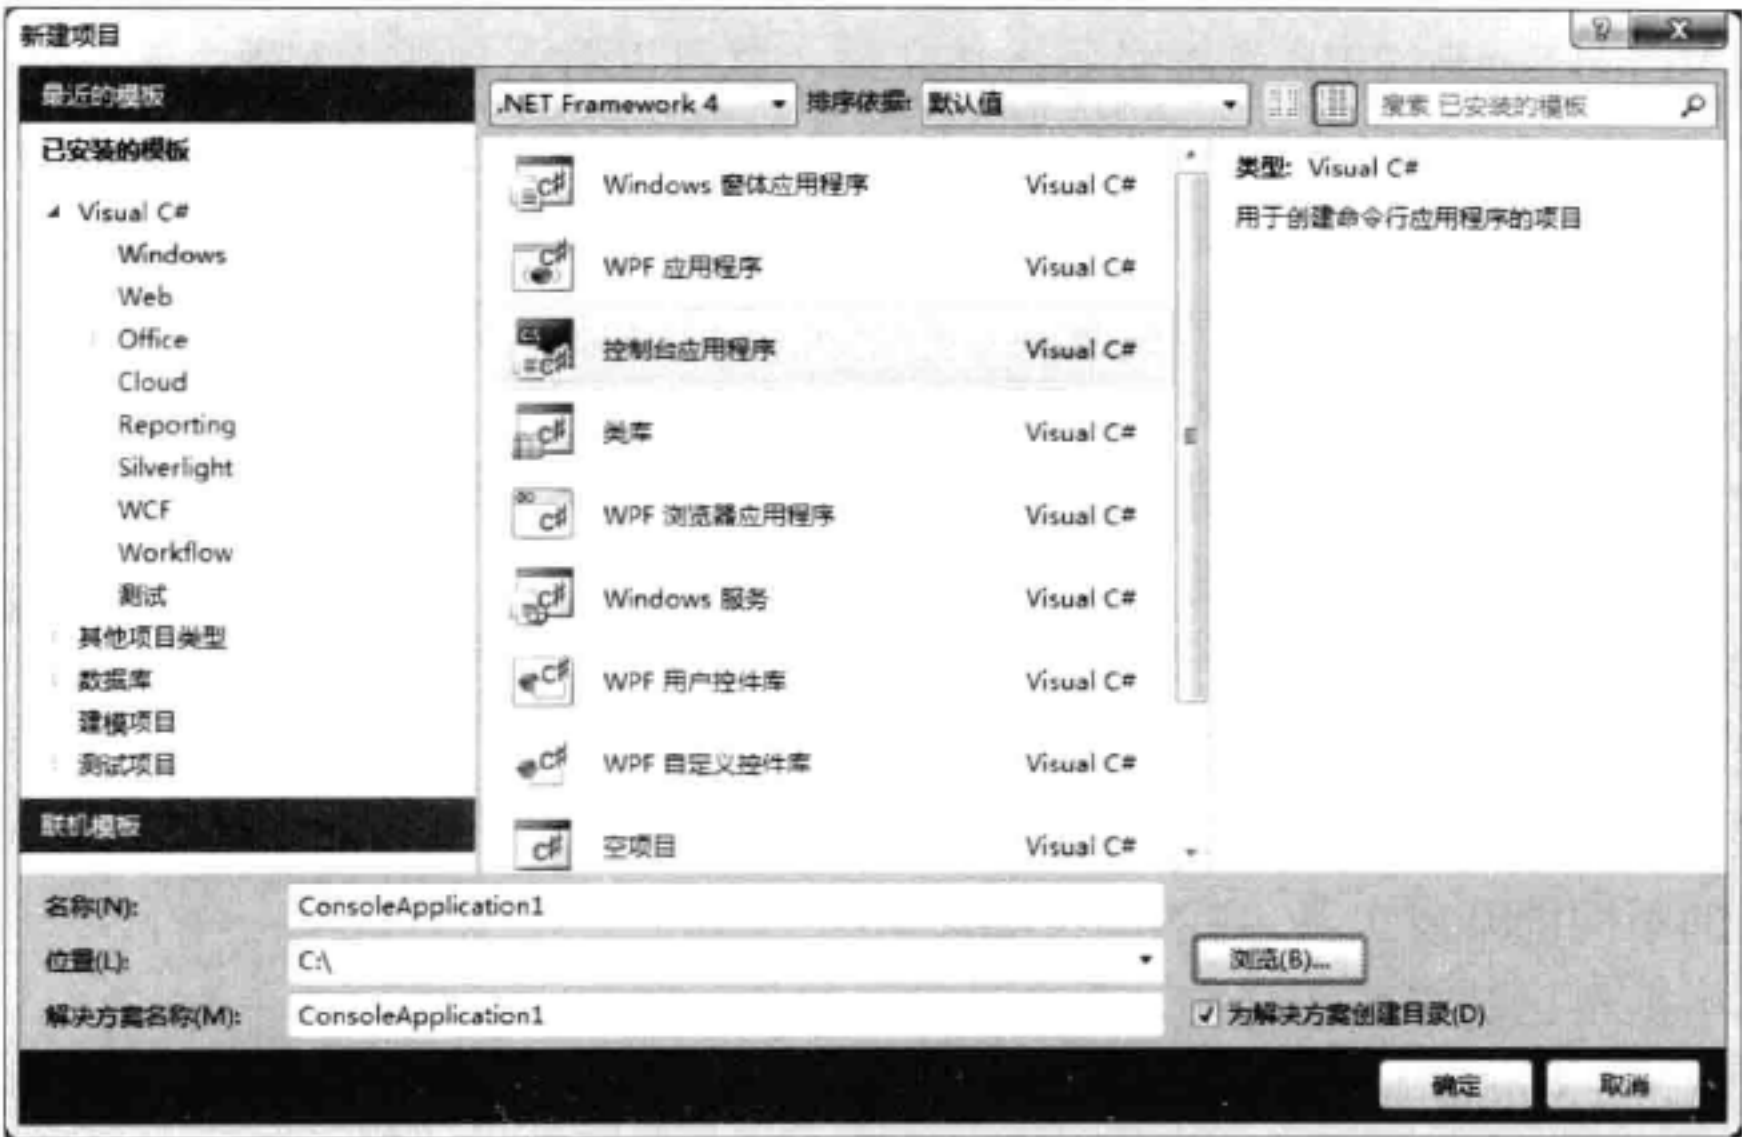 新建项目
最近的模板
.NET Framework 4 排序依据: 默认值 搜索 已安装的模板
已安装的模板
Visual C#
Windows
Web
Office
Cloud
Reporting
Silverlight
WCF
Workflow
测试
其他项目类型
数据库
建模项目
测试项目
联机模板
Windows 窗体应用程序 Visual C#
WPF 应用程序 Visual C#
控制台应用程序 Visual C#
类库 Visual C#
WPF 浏览器应用程序 Visual C#
Windows 服务 Visual C#
WPF 用户控件库 Visual C#
WPF 自定义控件库 Visual C#
空项目 Visual C#
类型: Visual C#
用于创建命令行应用程序的项目
名称(N): ConsoleApplication1
位置(L): C:\ 浏览(B)...
解决方案名称(M): ConsoleApplication1 为解决方案创建目录(D)
确定 取消